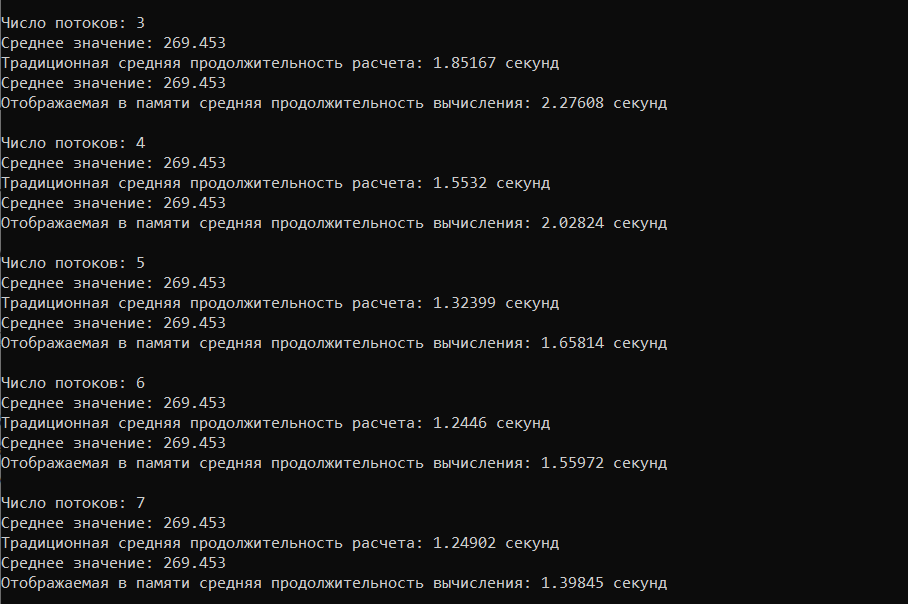 Число потоков: 3
Среднее значение: 269.453
Традиционная средняя продолжительность расчета: 1.85167 секунд
Среднее значение: 269.453
Отображаемая в памяти средняя продолжительность вычисления: 2.27608 секунд
Число потоков: 4
Среднее значение: 269.453
Традиционная средняя продолжительность расчета: 1.5532 секунд
Среднее значение: 269.453
Отображаемая в памяти средняя продолжительность вычисления: 2.02824 секунд
Число потоков: 5
Среднее значение: 269.453
Традиционная средняя продолжительность расчета: 1.32399 секунд
Среднее значение: 269.453
Отображаемая в памяти средняя продолжительность вычисления: 1.65814 секунд
Число потоков: 6
Среднее значение: 269.453
Традиционная средняя продолжительность расчета: 1.2446 секунд
Среднее значение: 269.453
Отображаемая в памяти средняя продолжительность вычисления: 1.55972 секунд
Число потоков: 7
Среднее значение: 269.453
Традиционная средняя продолжительность расчета: 1.24902 секунд
Среднее значение: 269.453
Отображаемая в памяти средняя продолжительность вычисления: 1.39845 секунд